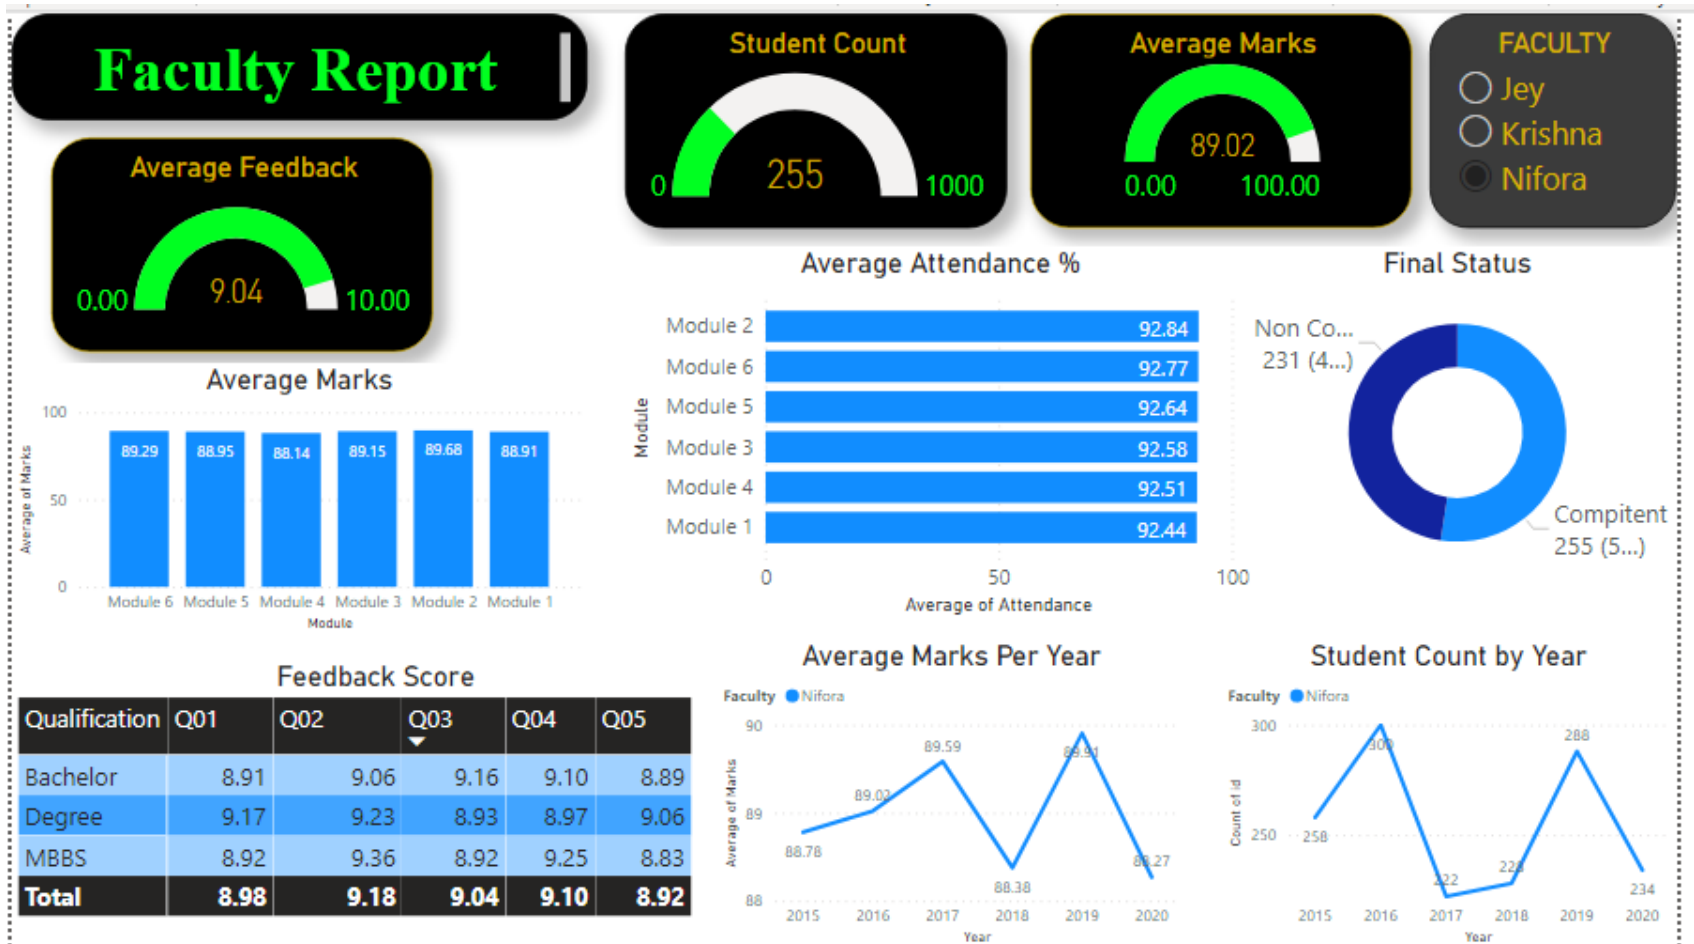 Faculty Report
Student Count
0
255
1000
Average Marks
89.02
0.00
100.00
FACULTY
Jey
Krishna
Nifora
Average Feedback
0.00
9.04
10.00
Average Marks
Average of Marks
100
50
0
89.29 88.95 88.14 89.15 89.68 88.91
Module 6 Module 5 Module 4 Module 3 Module 2 Module 1
Module
Average Attendance %
Module
Module 2 92.84
Module 6 92.77
Module 5 92.64
Module 3 92.58
Module 4 92.51
Module 1 92.44
0 50 100
Average of Attendance
Final Status
Non Co...
231 (4...)
Compitent
255 (5...)
Feedback Score
Qualification Q01 Q02 Q03 Q04 Q05
Bachelor 8.91 9.06 9.16 9.10 8.89
Degree 9.17 9.23 8.93 8.97 9.06
MBBS 8.92 9.36 8.92 9.25 8.83
Total 8.98 9.18 9.04 9.10 8.92
Average Marks Per Year
Faculty Nifora
Average of Marks
90
89
88
88.78 89.02 89.59 88.38 89.91 88.27
2015 2016 2017 2018 2019 2020
Year
Student Count by Year
Faculty Nifora
Count of id
300
250
258 300 222 228 288 234
2015 2016 2017 2018 2019 2020
Year